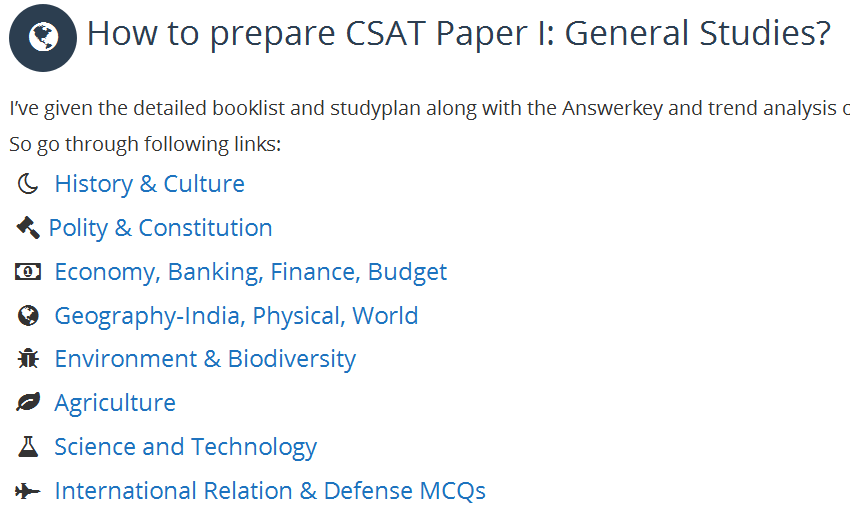 How to prepare CSAT Paper I: General Studies?
I've given the detailed booklist and studyplan along with the Answerkey and trend analysis
So go through following links:
History & Culture
Polity & Constitution
Economy, Banking, Finance, Budget
Geography-India, Physical, World
Environment & Biodiversity
Agriculture
Science and Technology
International Relation & Defense MCQs